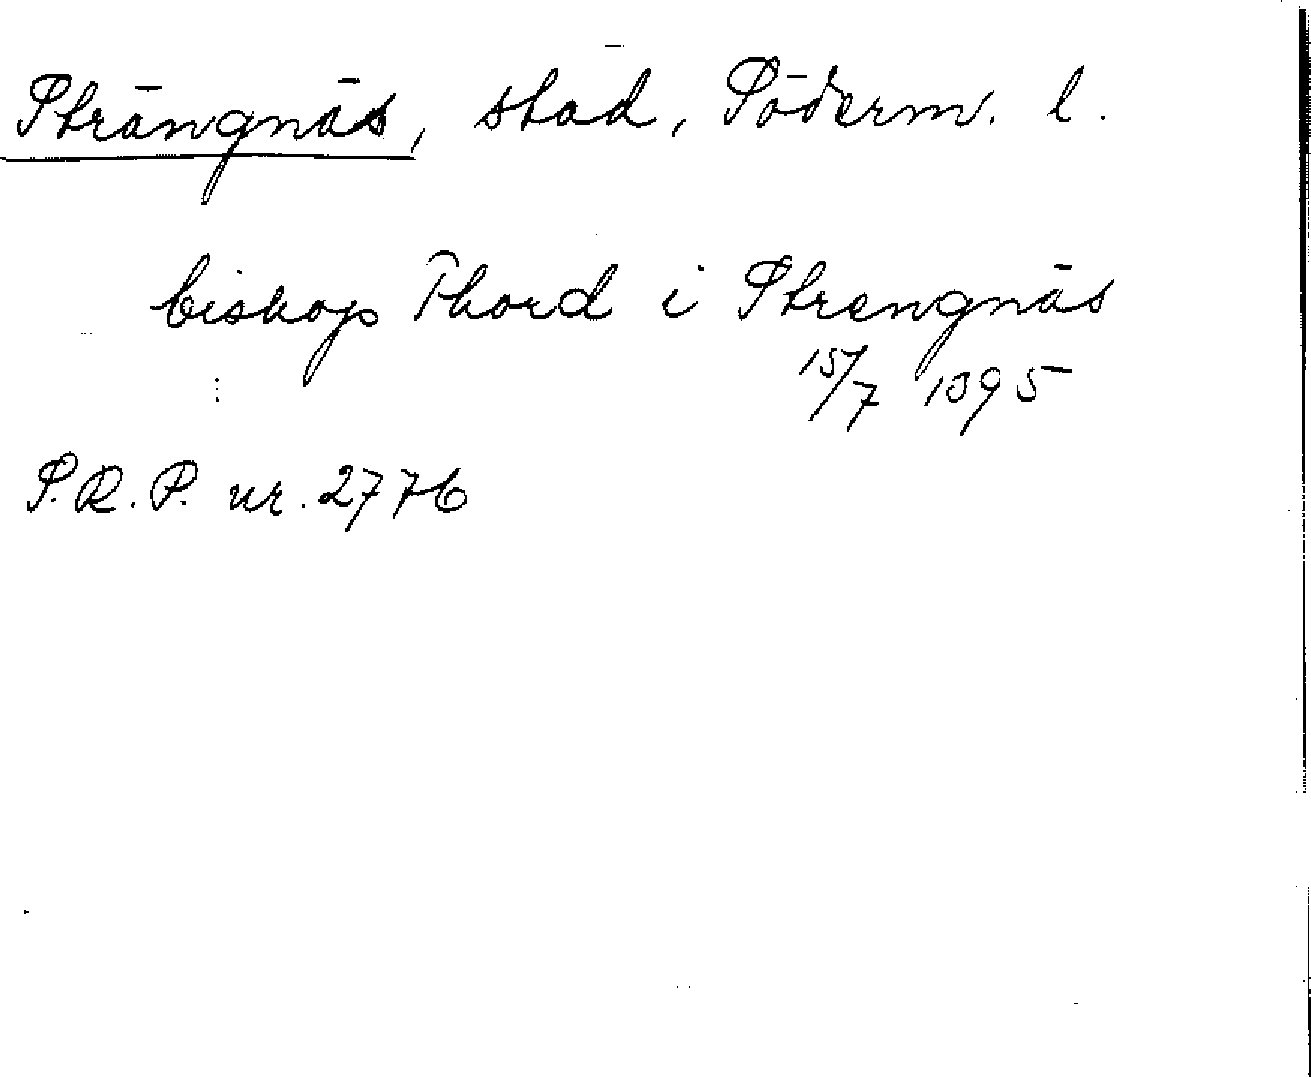 Strängnäs, stad, Söderm. l.
biskop Thord i Strengnäs
15/7 1395
S.R.P. nr. 2776